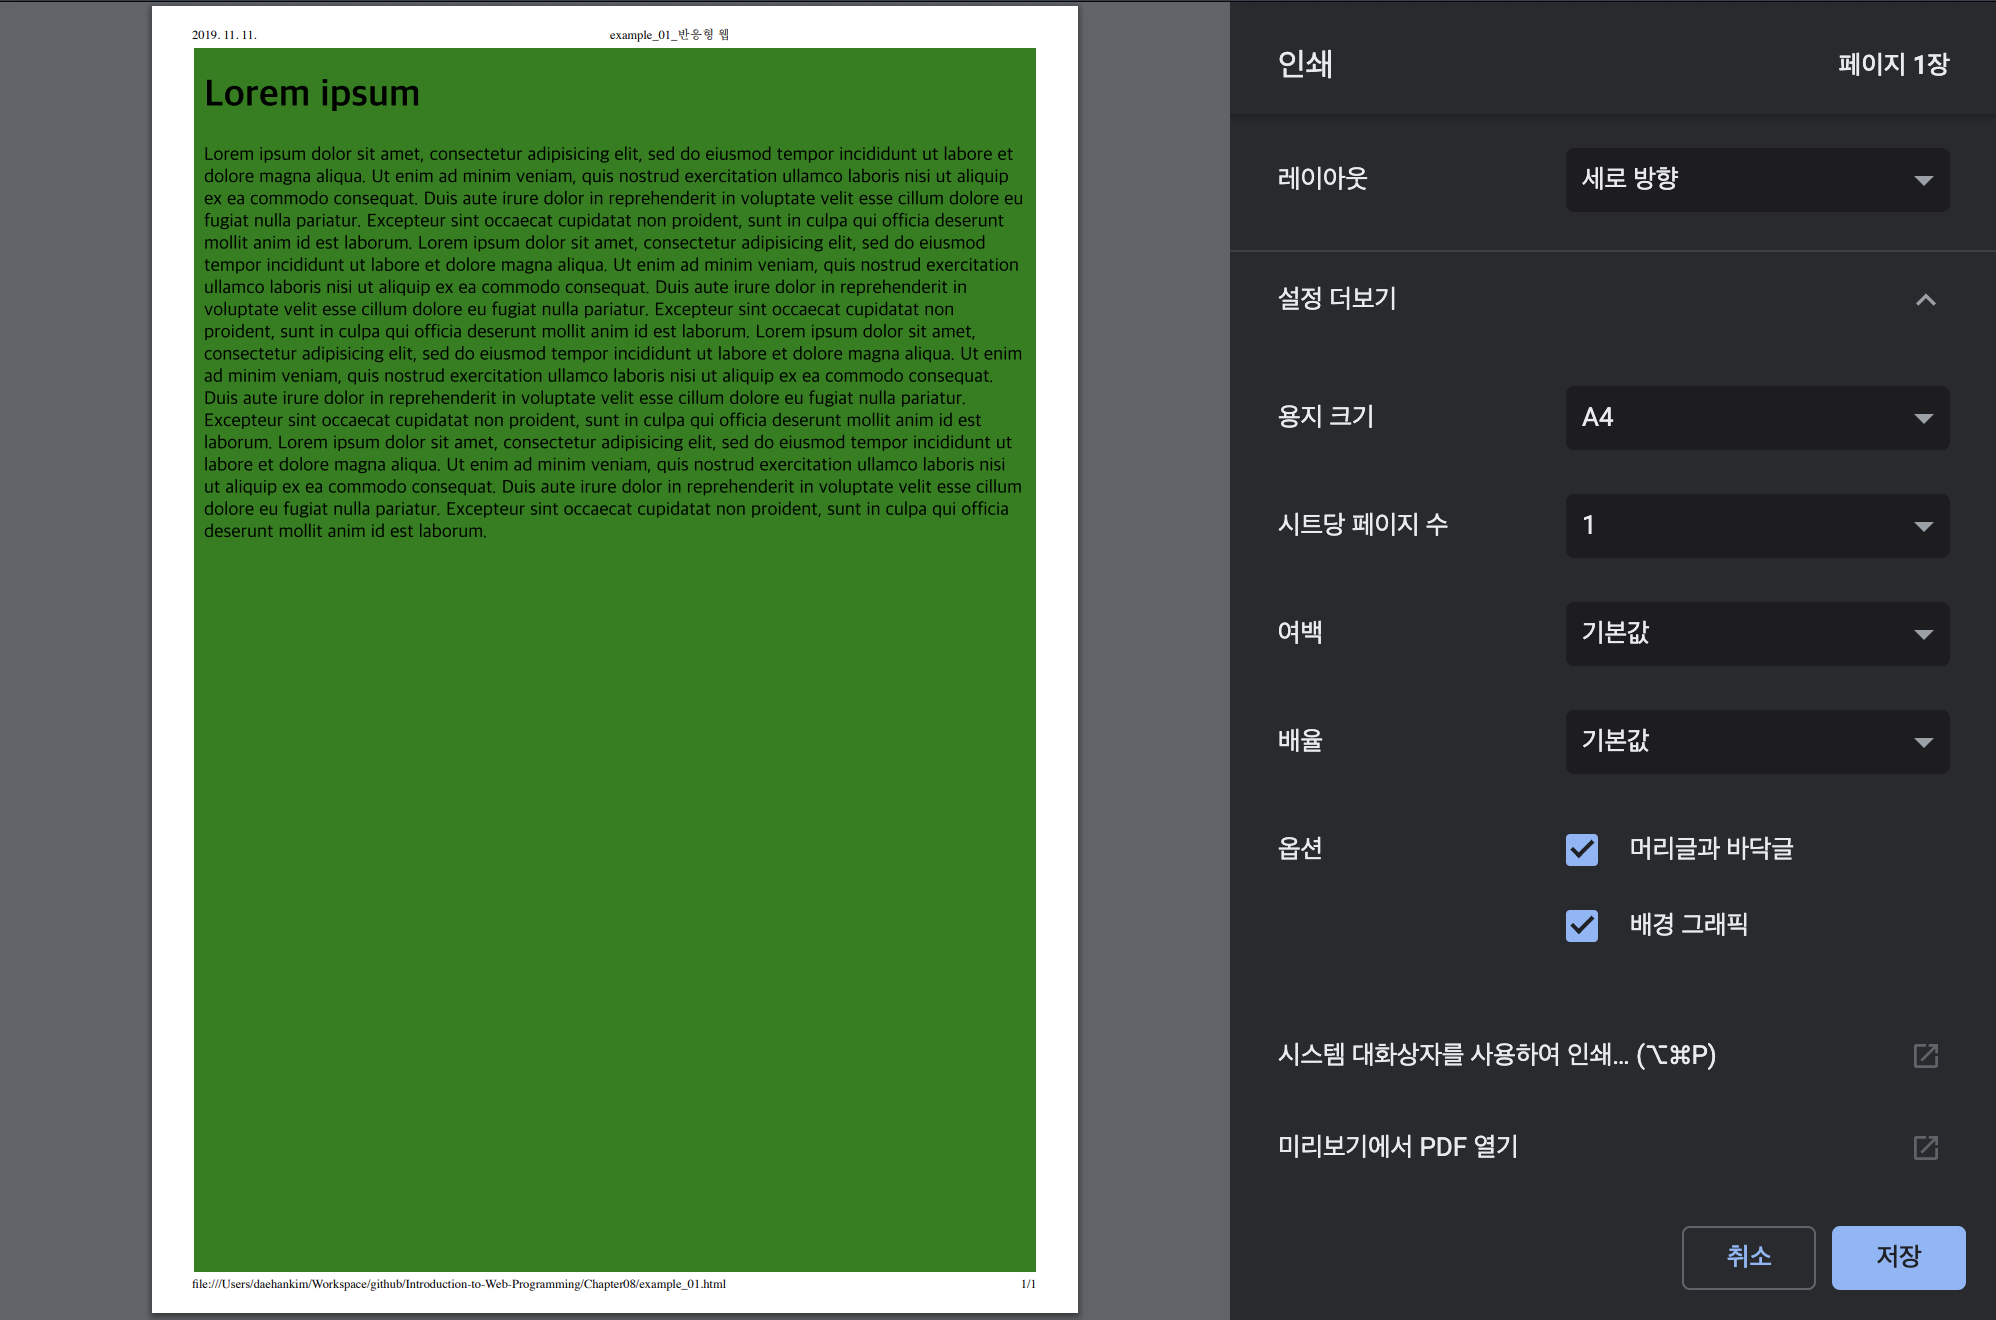 2019. 11. 11.
example_01_반응형 웹
Lorem ipsum
Lorem ipsum dolor sit amet, consectetur adipisicing elit, sed do eiusmod tempor incididunt ut labore et
dolore magna aliqua. Ut enim ad minim veniam, quis nostrud exercitation ullamco laboris nisi ut aliquip
ex ea commodo consequat. Duis aute irure dolor in reprehenderit in voluptate velit esse cillum dolore eu
fugiat nulla pariatur. Excepteur sint occaecat cupidatat non proident, sunt in culpa qui officia deserunt
mollit anim id est laborum. Lorem ipsum dolor sit amet, consectetur adipisicing elit, sed do eiusmod
tempor incididunt ut labore et dolore magna aliqua. Ut enim ad minim veniam, quis nostrud exercitation
ullamco laboris nisi ut aliquip ex ea commodo consequat. Duis aute irure dolor in reprehenderit in
voluptate velit esse cillum dolore eu fugiat nulla pariatur. Excepteur sint occaecat cupidatat non
proident, sunt in culpa qui officia deserunt mollit anim id est laborum. Lorem ipsum dolor sit amet,
consectetur adipisicing elit, sed do eiusmod tempor incididunt ut labore et dolore magna aliqua. Ut enim
ad minim veniam, quis nostrud exercitation ullamco laboris nisi ut aliquip ex ea commodo consequat.
Duis aute irure dolor in reprehenderit in voluptate velit esse cillum dolore eu fugiat nulla pariatur.
Excepteur sint occaecat cupidatat non proident, sunt in culpa qui officia deserunt mollit anim id est
laborum. Lorem ipsum dolor sit amet, consectetur adipisicing elit, sed do eiusmod tempor incididunt ut
labore et dolore magna aliqua. Ut enim ad minim veniam, quis nostrud exercitation ullamco laboris nisi
ut aliquip ex ea commodo consequat. Duis aute irure dolor in reprehenderit in voluptate velit esse cillum
dolore eu fugiat nulla pariatur. Excepteur sint occaecat cupidatat non proident, sunt in culpa qui officia
deserunt mollit anim id est laborum.
file:///Users/daehankim/Workspace/github/Introduction-to-Web-Programming/Chapter08/example_01.html
1/1
인쇄
페이지 1장
레이아웃
세로 방향
설정 더보기
용지 크기
A4
시트당 페이지 수
1
여백
기본값
배율
기본값
옵션
머리글과 바닥글
배경 그래픽
시스템 대화상자를 사용하여 인쇄... (⌥⌘P)
미리보기에서 PDF 열기
취소
저장